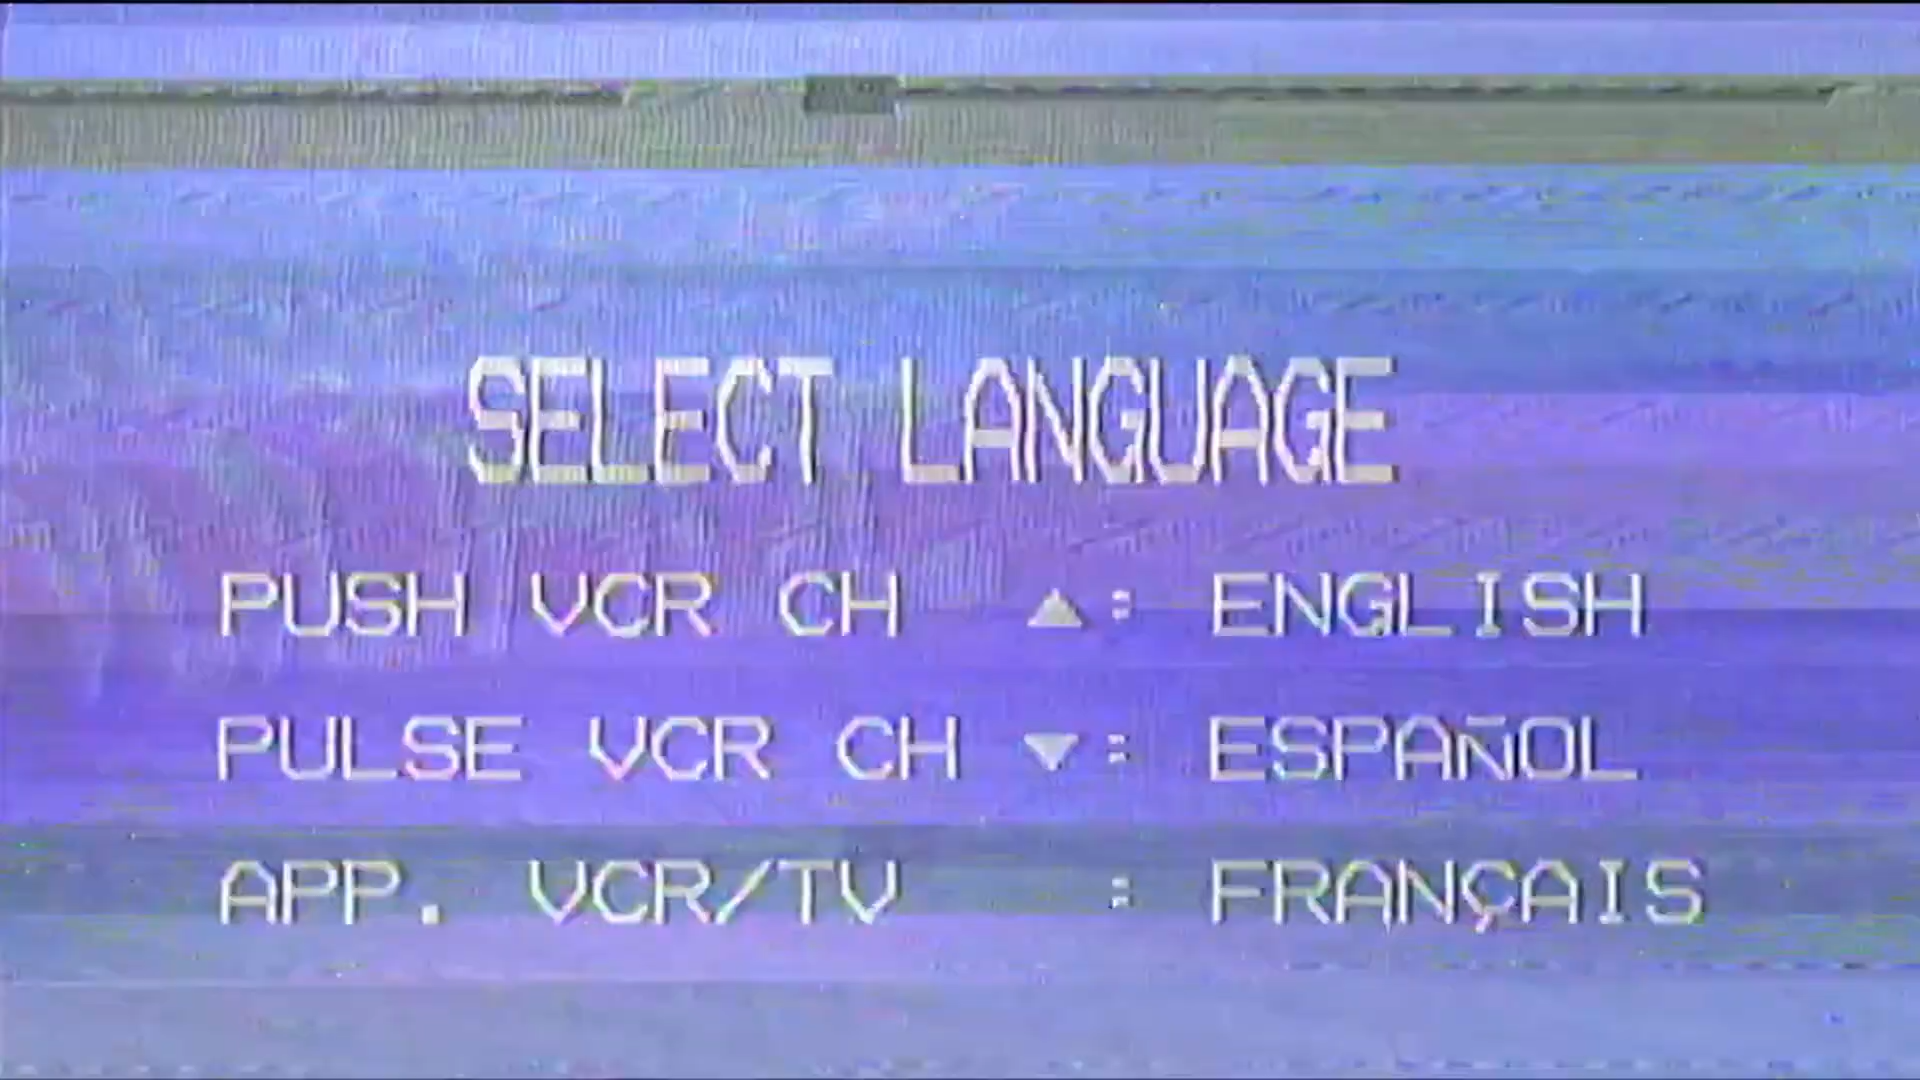 SELECT LANGUAGE
PUSH VCR CH ▲: ENGLISH
PULSE VCR CH ▼: ESPAÑOL
APP. VCR/TV : FRANÇAIS